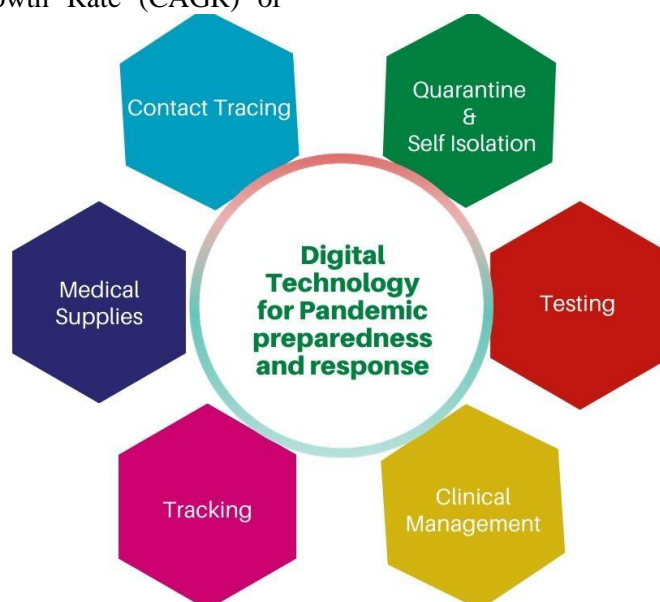 owth Rate (CAGR) of
Contact Tracing
Quarantine
&
Self Isolation
Medical
Supplies
Digital
Technology
for Pandemic
preparedness
and response
Testing
Tracking
Clinical
Management